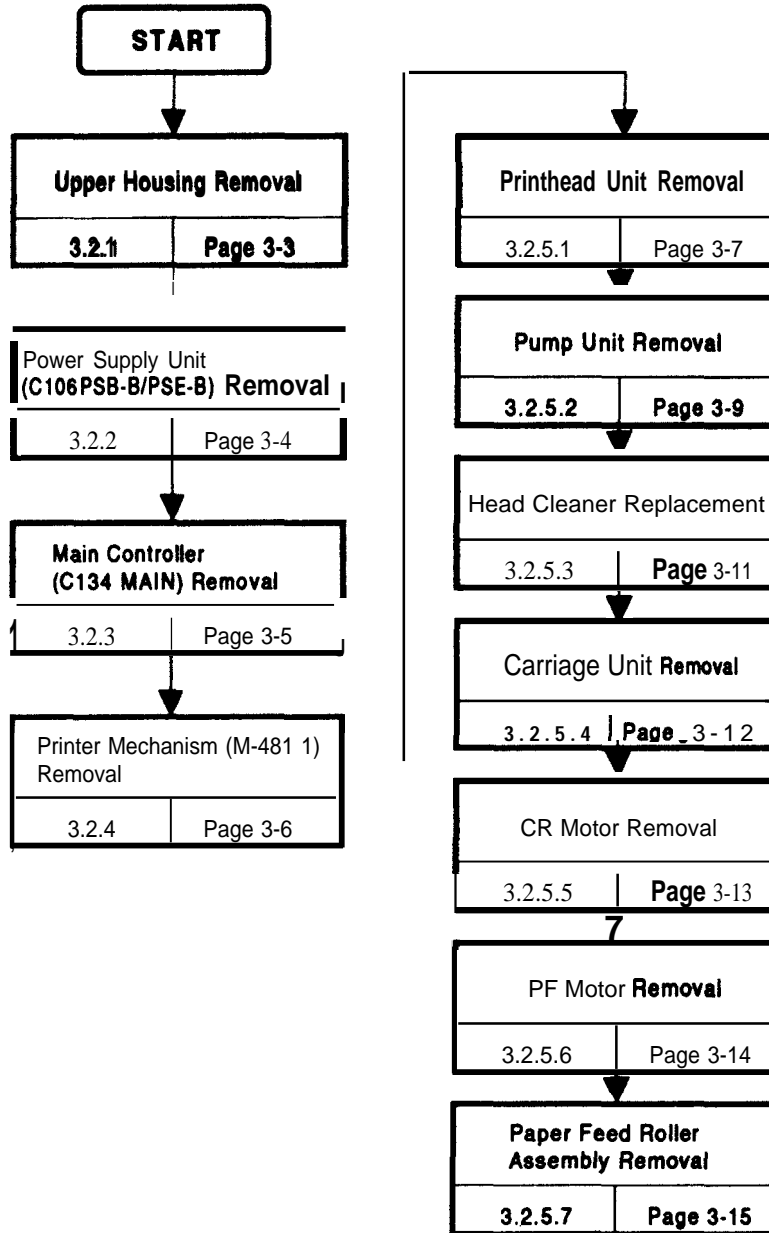 START
Upper Housing Removal
3.2.1 Page 3-3
Power Supply Unit
(C106PSB-B/PSE-B) Removal
3.2.2 Page 3-4
Main Controller
(C134 MAIN) Removal
3.2.3 Page 3-5
Printer Mechanism (M-481 1)
Removal
3.2.4 Page 3-6
Printhead Unit Removal
3.2.5.1 Page 3-7
Pump Unit Removal
3.2.5.2 Page 3-9
Head Cleaner Replacement
3.2.5.3 Page 3-11
Carriage Unit Removal
3.2.5.4 Page 3-12
CR Motor Removal
3.2.5.5 Page 3-13
7
PF Motor Removal
3.2.5.6 Page 3-14
Paper Feed Roller
Assembly Removal
3.2.5.7 Page 3-15